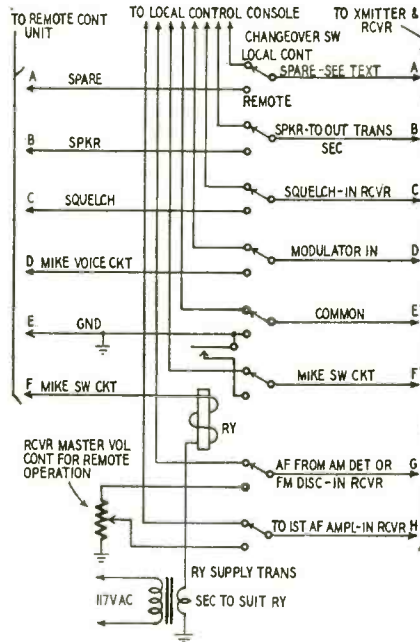 TO REMOTE CONT
UNIT
TO LOCAL CONTROL CONSOLE
TO XMITTER &
RCVR
CHANGEOVER SW
LOCAL CONT
A SPARE
SPARE-SEE TEXT A
REMOTE
B SPKR
SPKR-TO OUT TRANS B
SEC
C SQUELCH
SQUELCH-IN RCVR C
D MIKE VOICE CKT
MODULATOR IN D
E GND
COMMON E
F MIKE SW CKT
MIKE SW CKT F
RY
RCVR MASTER VOL
CONT FOR REMOTE
OPERATION
AF FROM AM DET OR G
FM DISC-IN RCVR
TO 1ST AF AMPL-IN RCVR H
RY SUPPLY TRANS
117V AC
SEC TO SUIT RY